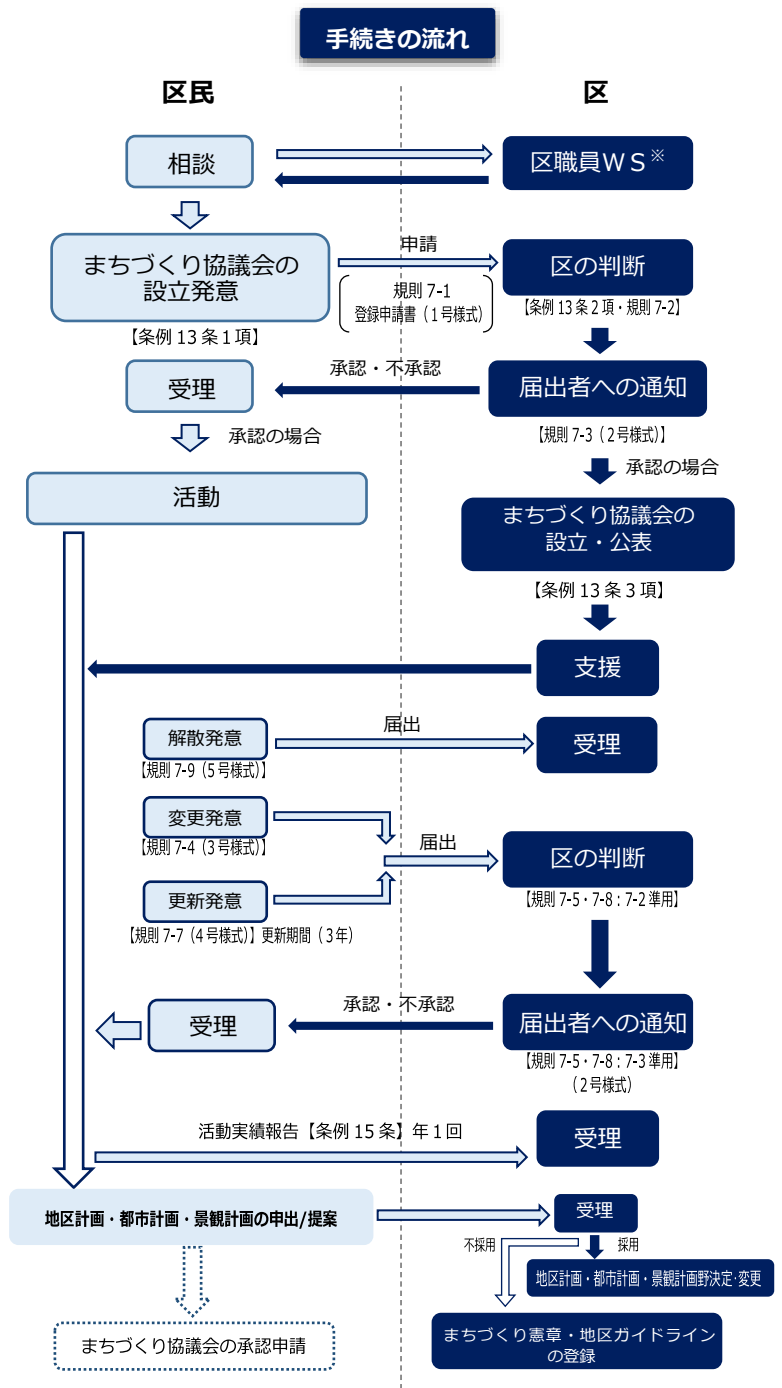 手続きの流れ
区民
区
相談
区職員WS※
まちづくり協議会の
設立発意
【条例 13 条 1 項】
申請
規則 7-1
登録申請書（1号様式）
区の判断
【条例 13 条 2 項・規則 7-2】
受理
承認・不承認
届出者への通知
【規則 7-3（2号様式）】
承認の場合
承認の場合
活動
まちづくり協議会の
設立・公表
【条例 13 条 3 項】
支援
解散発意
【規則 7-9（5号様式）】
届出
受理
変更発意
【規則 7-4（3号様式）】
届出
区の判断
【規則 7-5・7-8：7-2 準用】
更新発意
【規則 7-7（4号様式）】更新期間（3年）
受理
承認・不承認
届出者への通知
【規則 7-5・7-8：7-3 準用】
（2号様式）
活動実績報告【条例 15 条】年 1 回
受理
地区計画・都市計画・景観計画の申出/提案
受理
不採用
採用
地区計画・都市計画・景観計画野決定・変更
まちづくり協議会の承認申請
まちづくり憲章・地区ガイドライン
の登録